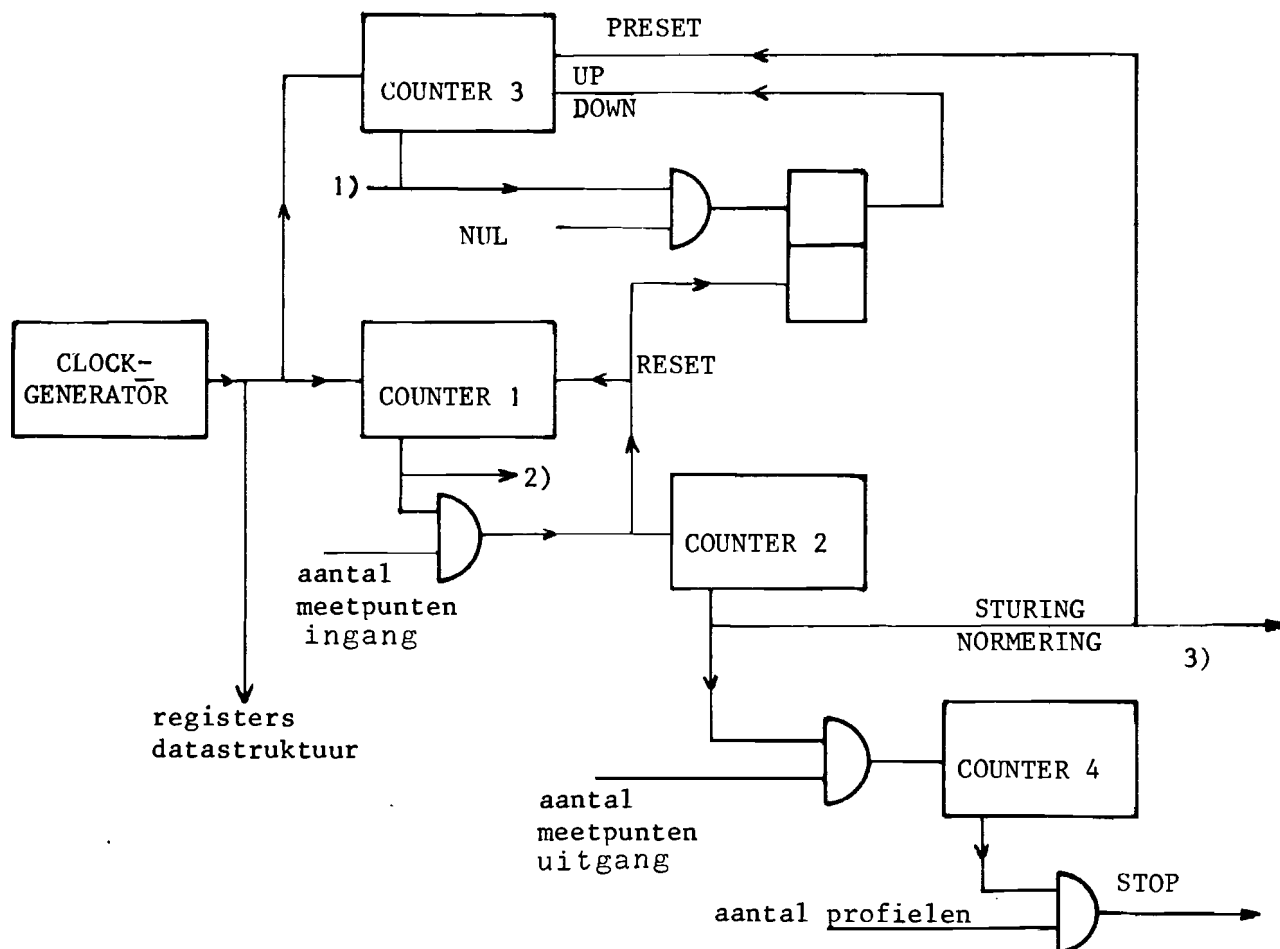 PRESET
COUNTER 3
UP
DOWN
1)
NUL
CLOCK-
GENERATOR
COUNTER 1
RESET
2)
COUNTER 2
aantal
meetpunten
ingang
STURING
NORMERING
3)
registers
datastruktuur
COUNTER 4
aantal
meetpunten
uitgang
STOP
aantal profielen